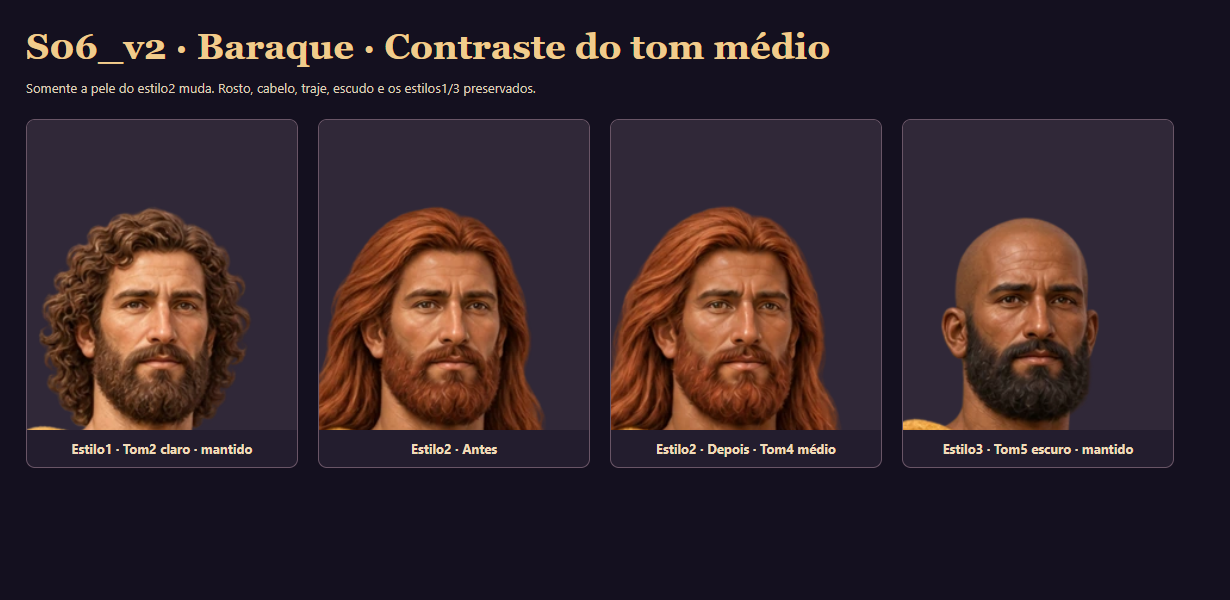 S06_v2 · Baraque · Contraste do tom médio
Somente a pele do estilo2 muda. Rosto, cabelo, traje, escudo e os estilos1/3 preservados.
Estilo1 · Tom2 claro · mantido
Estilo2 · Antes
Estilo2 · Depois · Tom4 médio
Estilo3 · Tom5 escuro · mantido